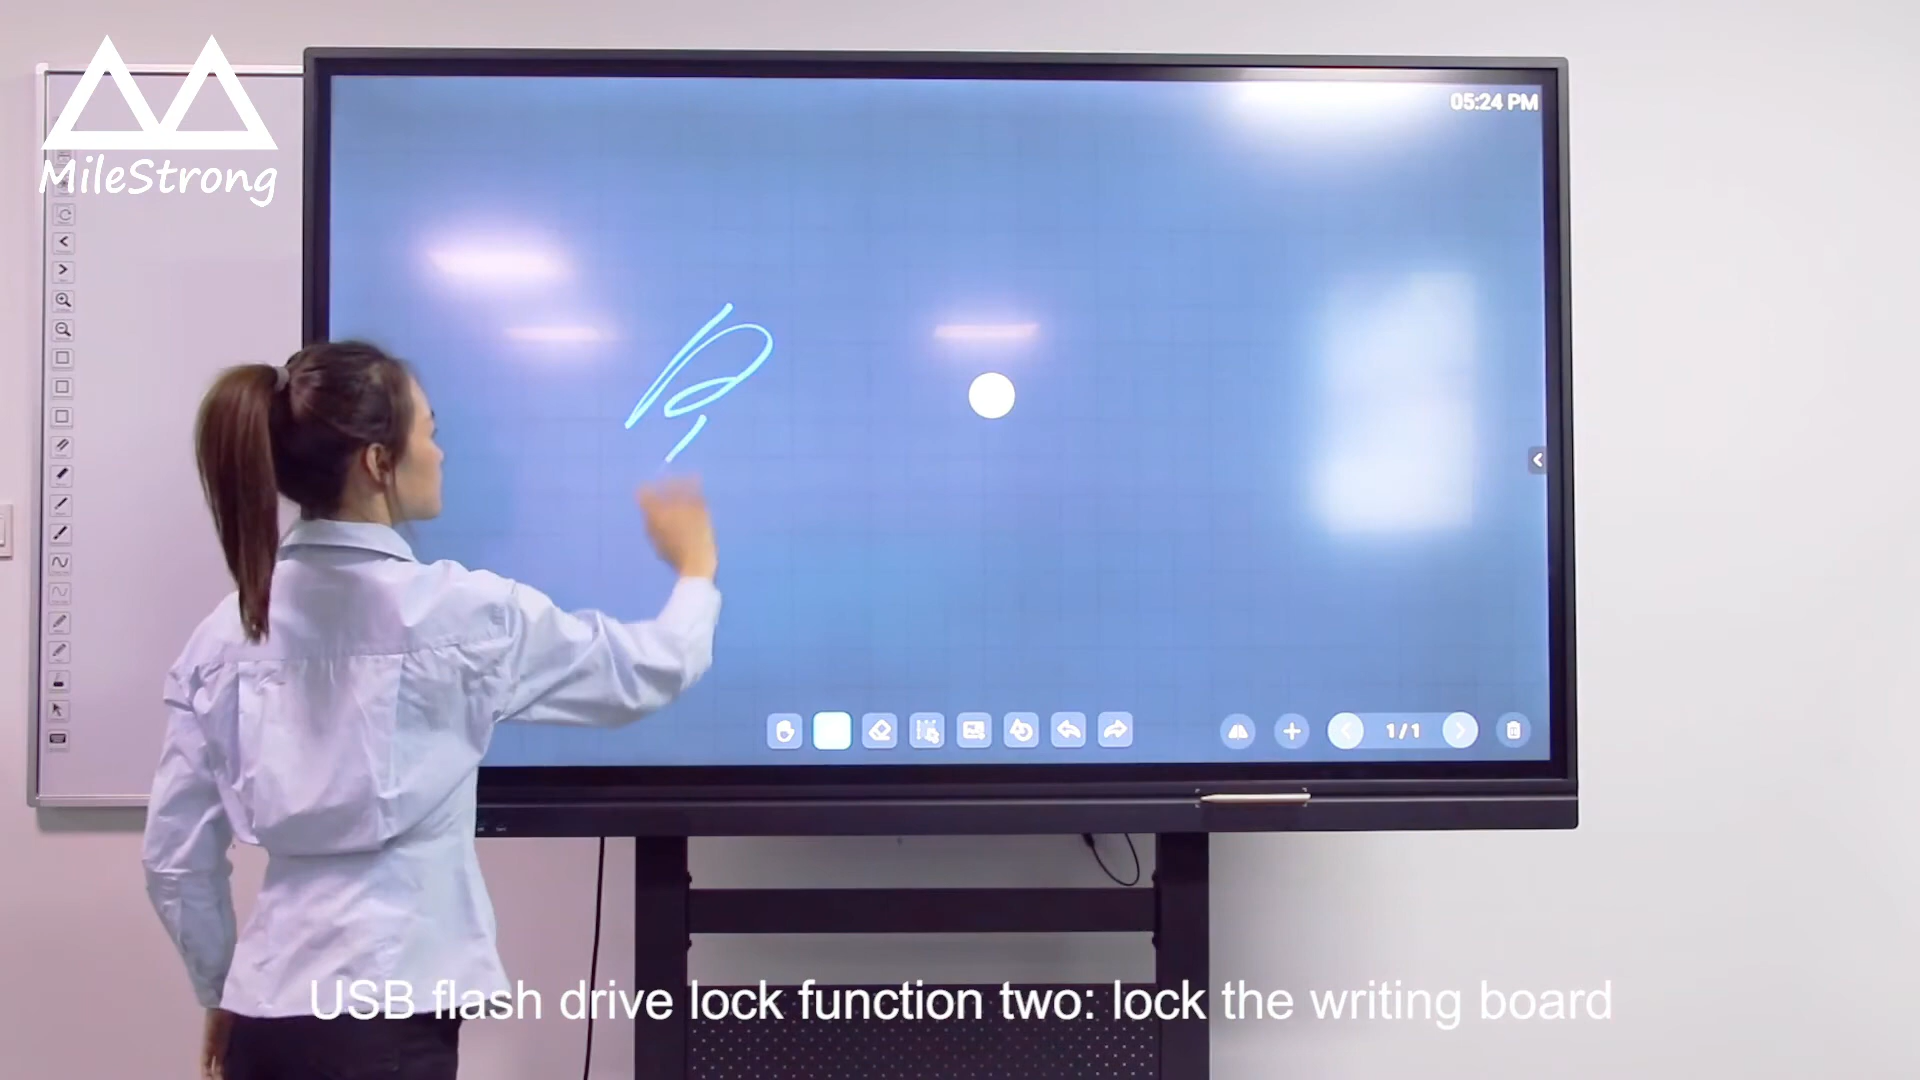 MileStrong
05:24 PM
1/1
USB flash drive lock function two: lock the writing board